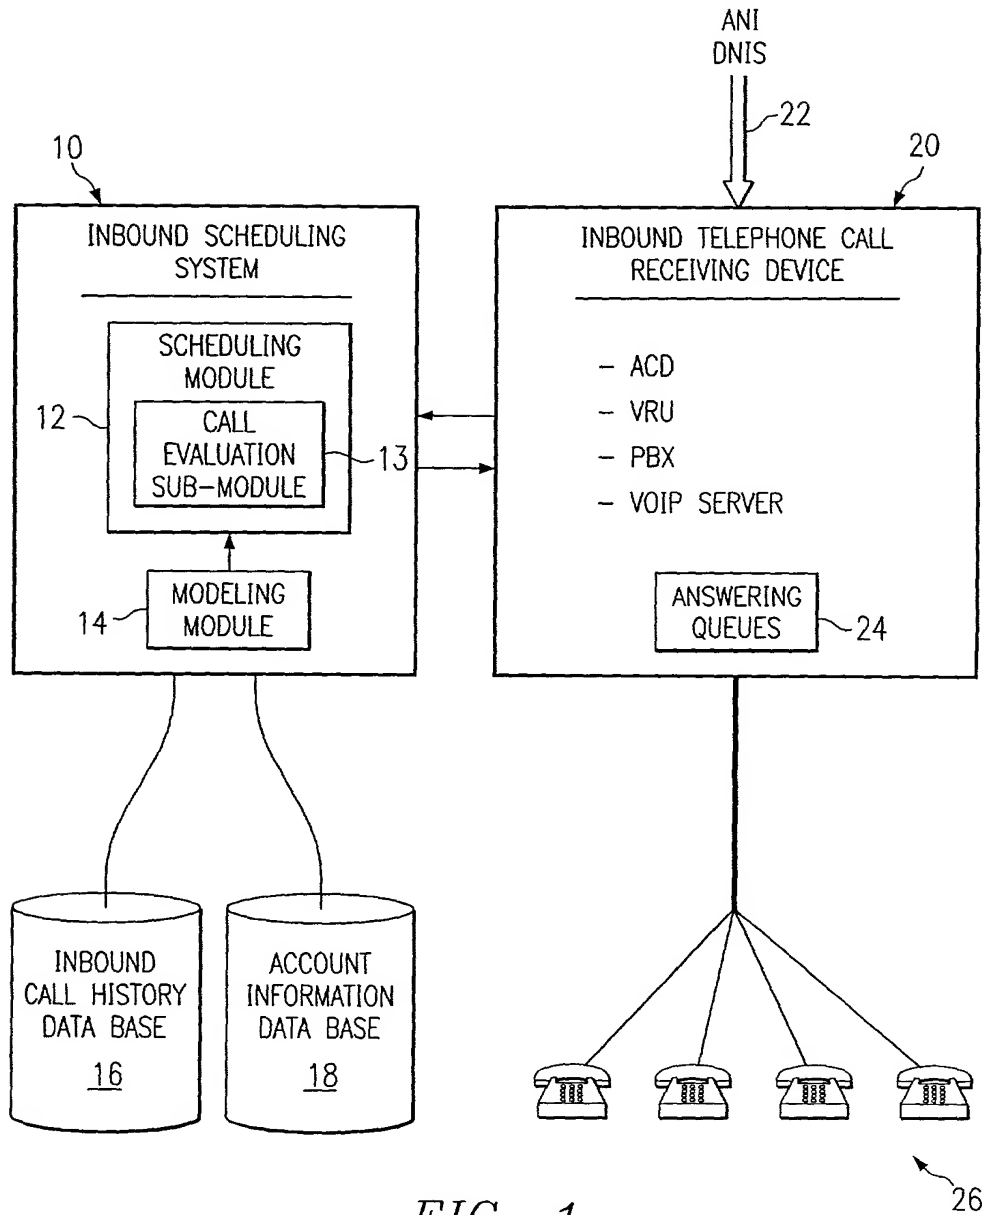 ANI
DNIS
22
10
20
INBOUND SCHEDULING
SYSTEM
SCHEDULING
MODULE
12
CALL
EVALUATION
SUB-MODULE
13
MODELING
MODULE
14
INBOUND TELEPHONE CALL
RECEIVING DEVICE
- ACD
- VRU
- PBX
- VOIP SERVER
ANSWERING
QUEUES
24
INBOUND
CALL HISTORY
DATA BASE
16
ACCOUNT
INFORMATION
DATA BASE
18
26
FIG. 1